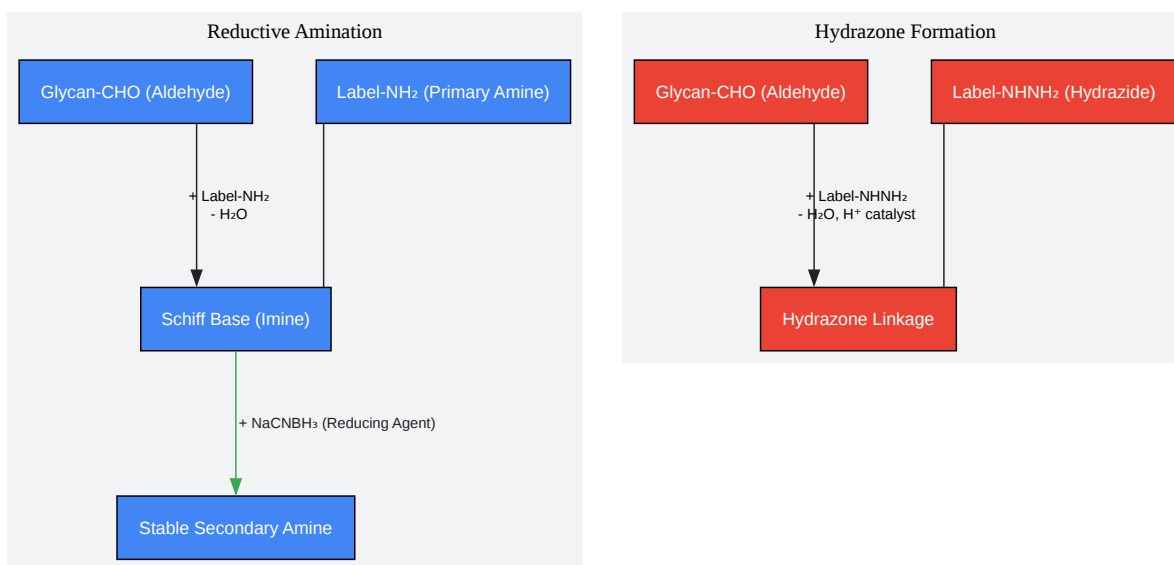 Reductive Amination
Glycan-CHO (Aldehyde)
Label-NH₂ (Primary Amine)
+ Label-NH₂
- H₂O
Schiff Base (Imine)
+ NaCNBH₃ (Reducing Agent)
Stable Secondary Amine
Hydrazone Formation
Glycan-CHO (Aldehyde)
Label-NHNH₂ (Hydrazide)
+ Label-NHNH₂
- H₂O, H⁺ catalyst
Hydrazone Linkage